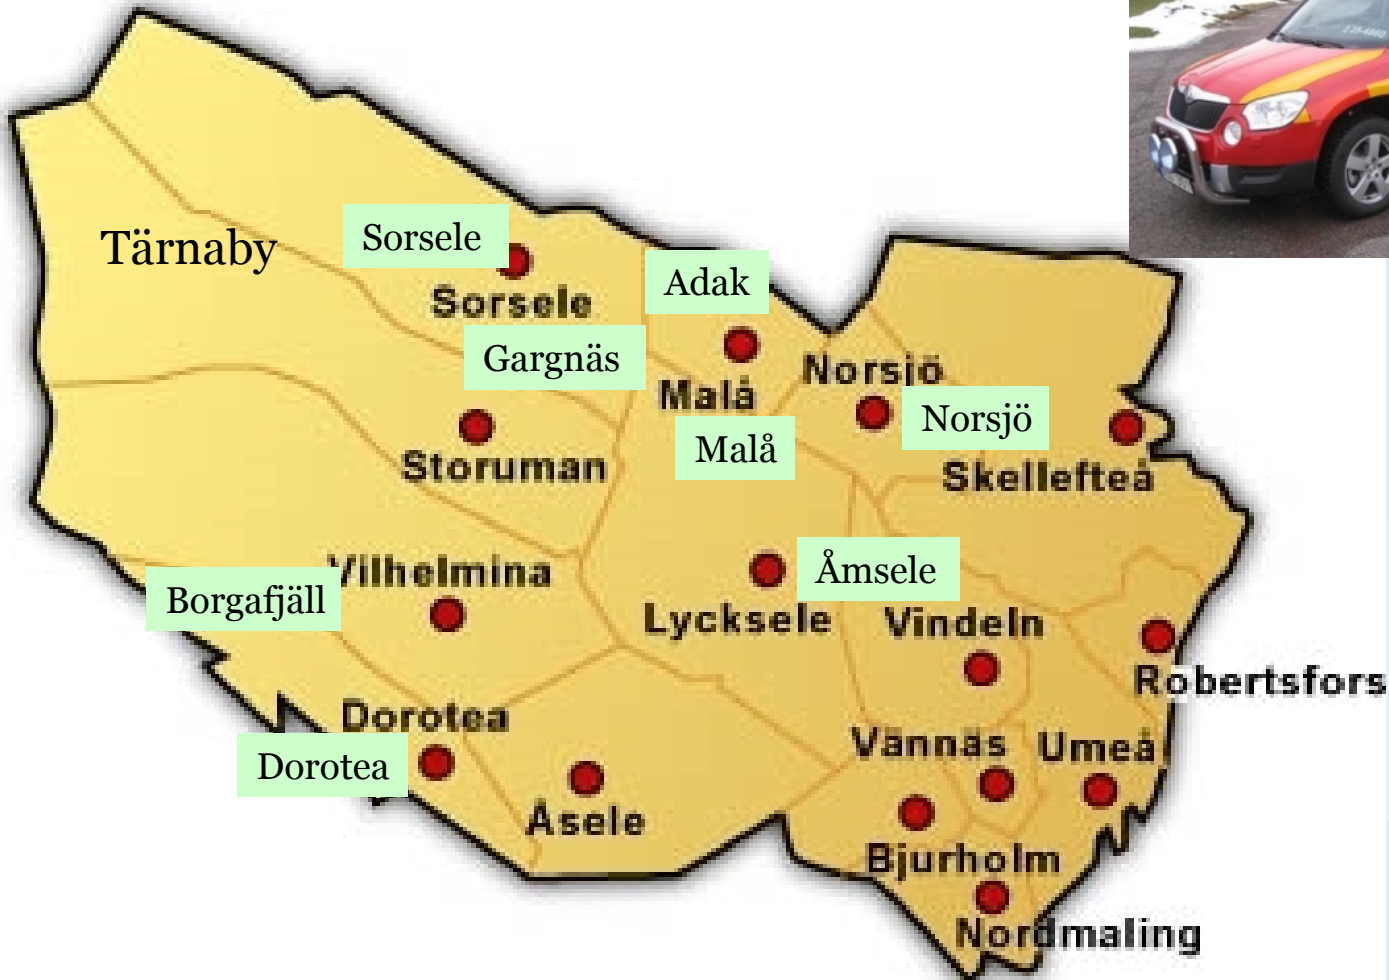 Tärnaby
Sorsele
Sorsele
Adak
Gargnäs
Malå
Norsjö
Norsjö
Malå
Storuman
Skellefteå
Vilhelmina
Åmsele
Borgafjäll
Lycksele
Vindeln
Robertsfors
Dorotea
Dorotea
Vännäs
Umeå
Åsele
Bjurholm
Nordmaling